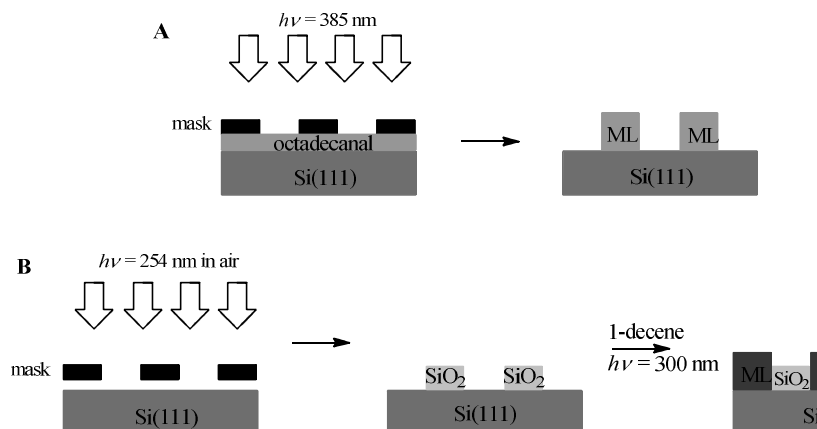 A
hν = 385 nm
mask
octadecanal
Si(111)
ML ML
Si(111)
B
hν = 254 nm in air
mask
Si(111)
SiO₂ SiO₂
Si(111)
1-decene
hν = 300 nm
ML SiO₂